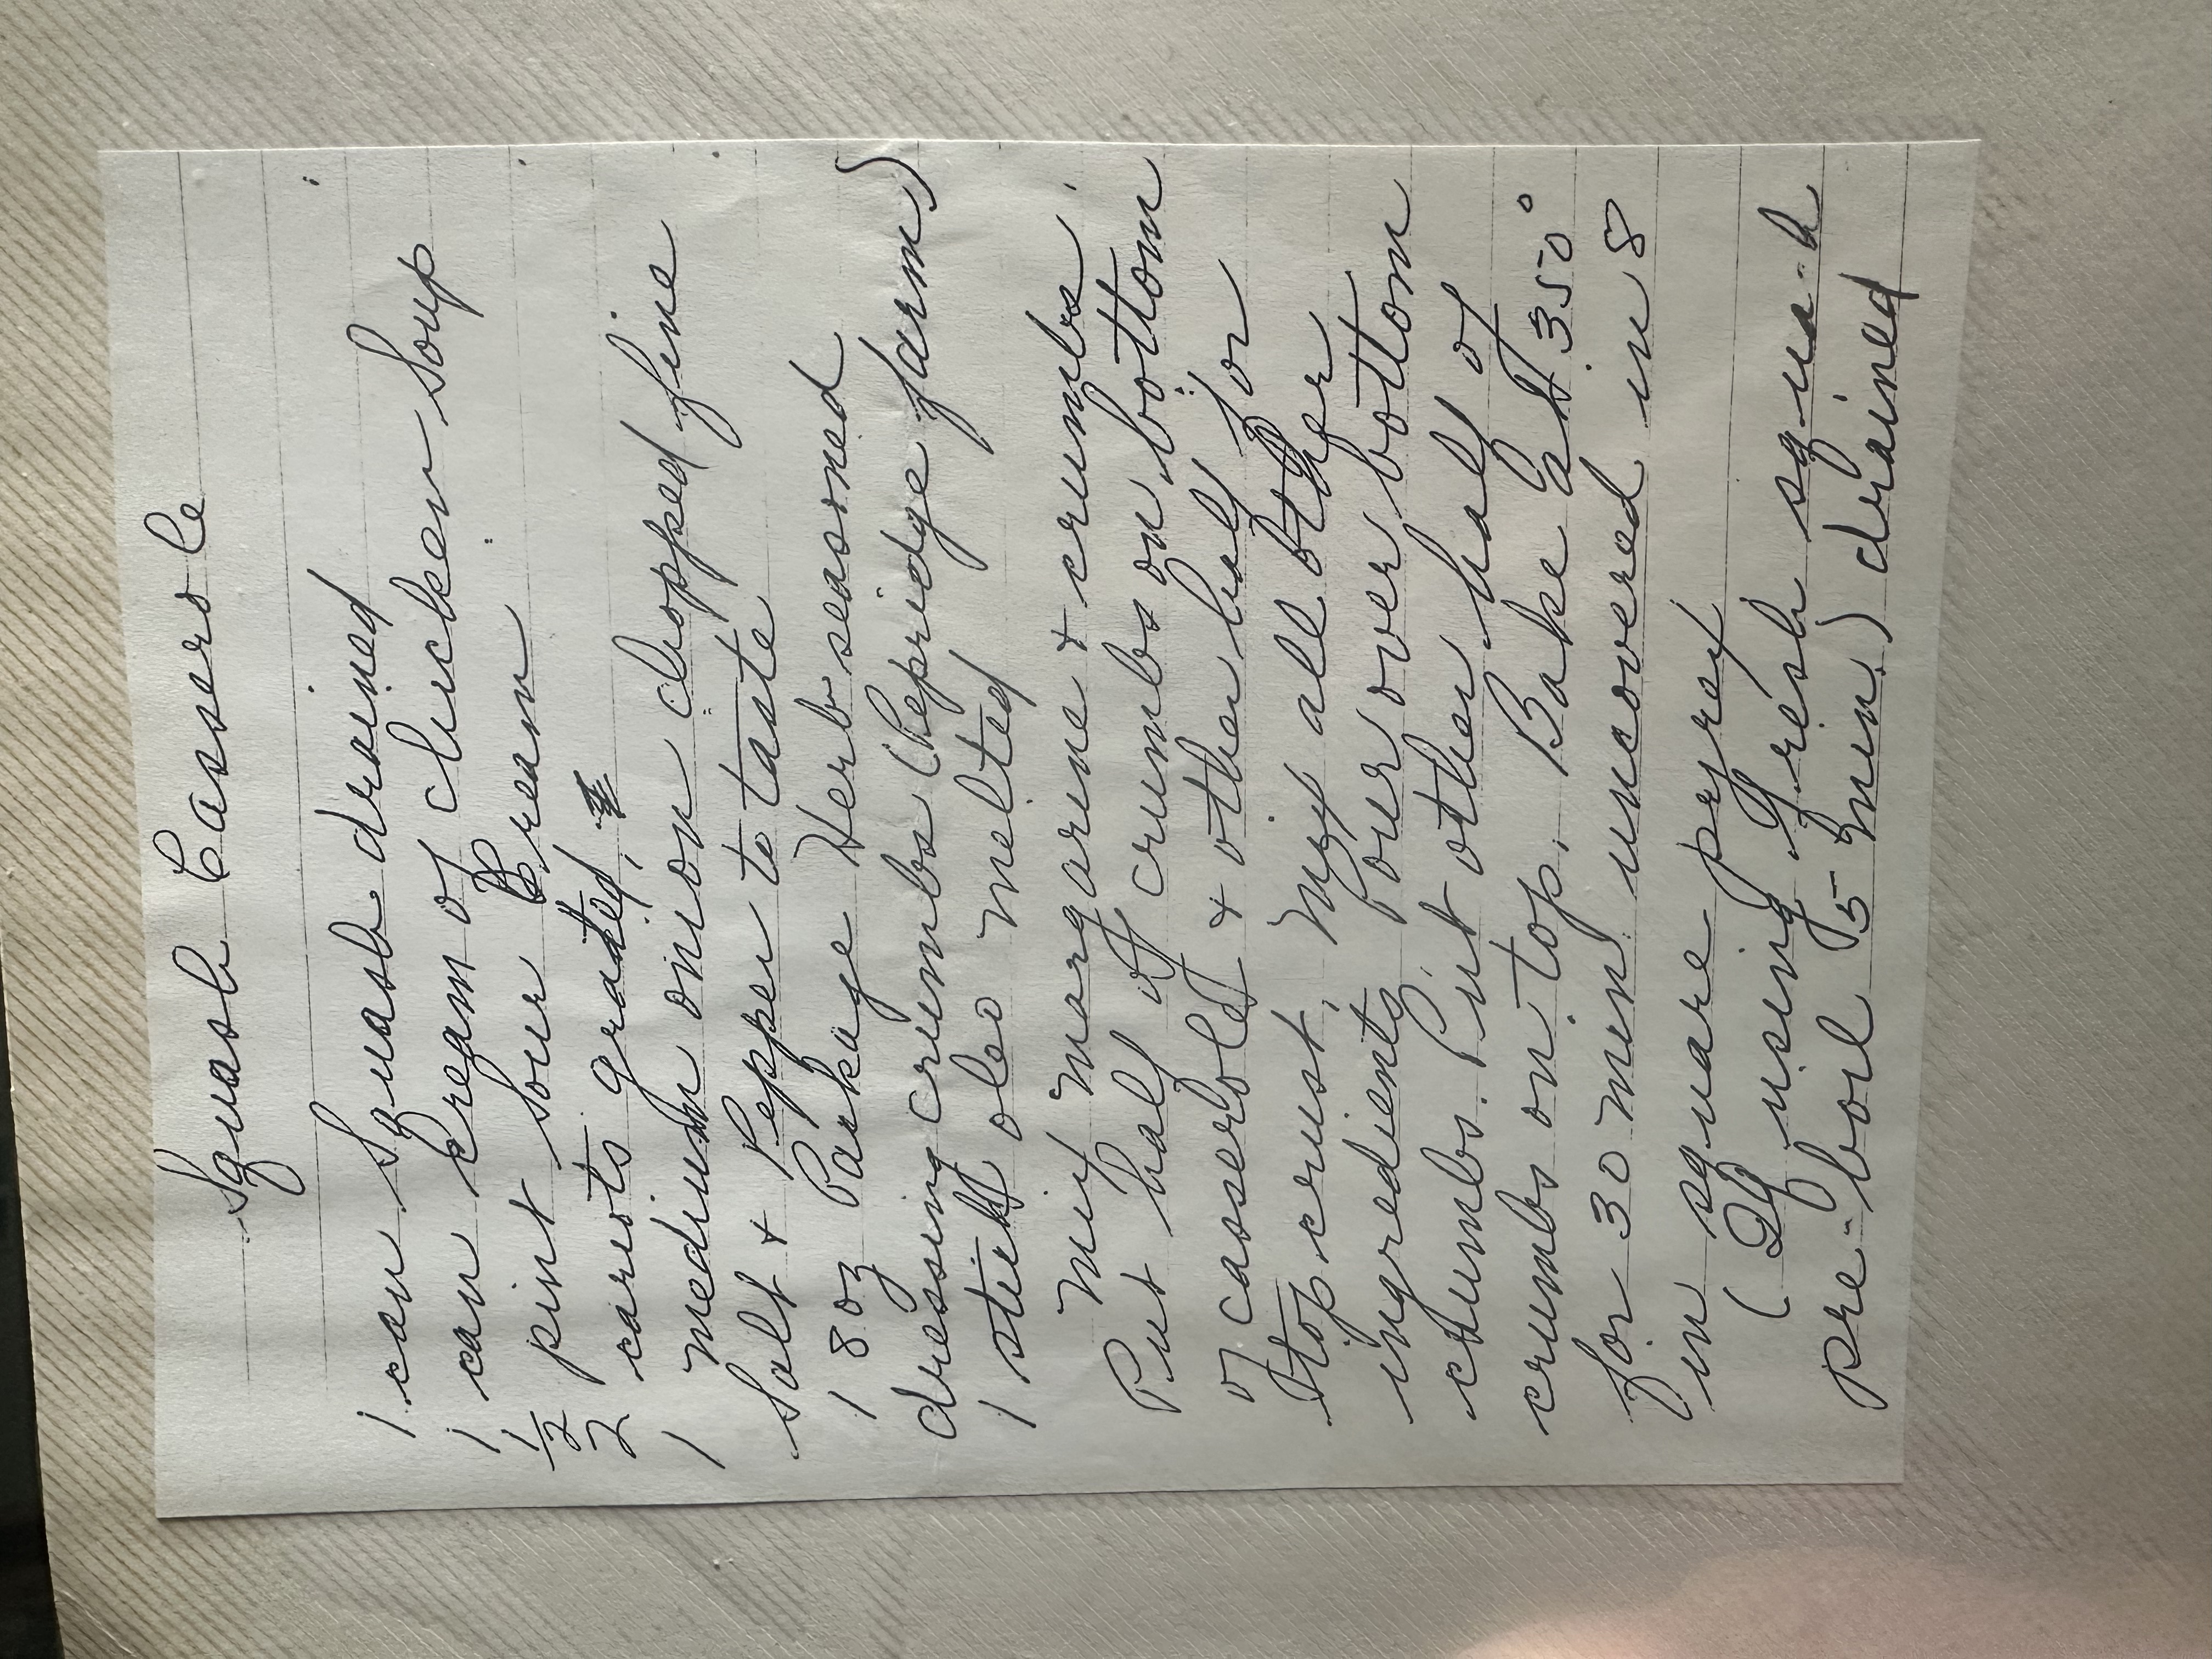 Squash Casserole
1 can Squash drained
1 can Cream of Chicken Soup
1/2 pint Sour Cream
2 carrots grated,
1 medium onion chopped fine
Salt + Pepper to taste
1 8oz Package Herb seasoned
dressing crumbs (Pepridge farm)
1 stick oleo melted
Mix margarine + crumbs
Put half of crumbs on bottom
of casserole + other half for
top crust. Mix all other
ingredients. Pour over bottom
crumbs. Put other half of
crumbs on top. Bake at 350°
for 30 min. uncovered in 8
in square pyrex
(If using fresh squa-h
pre-boil 5 min.) drained